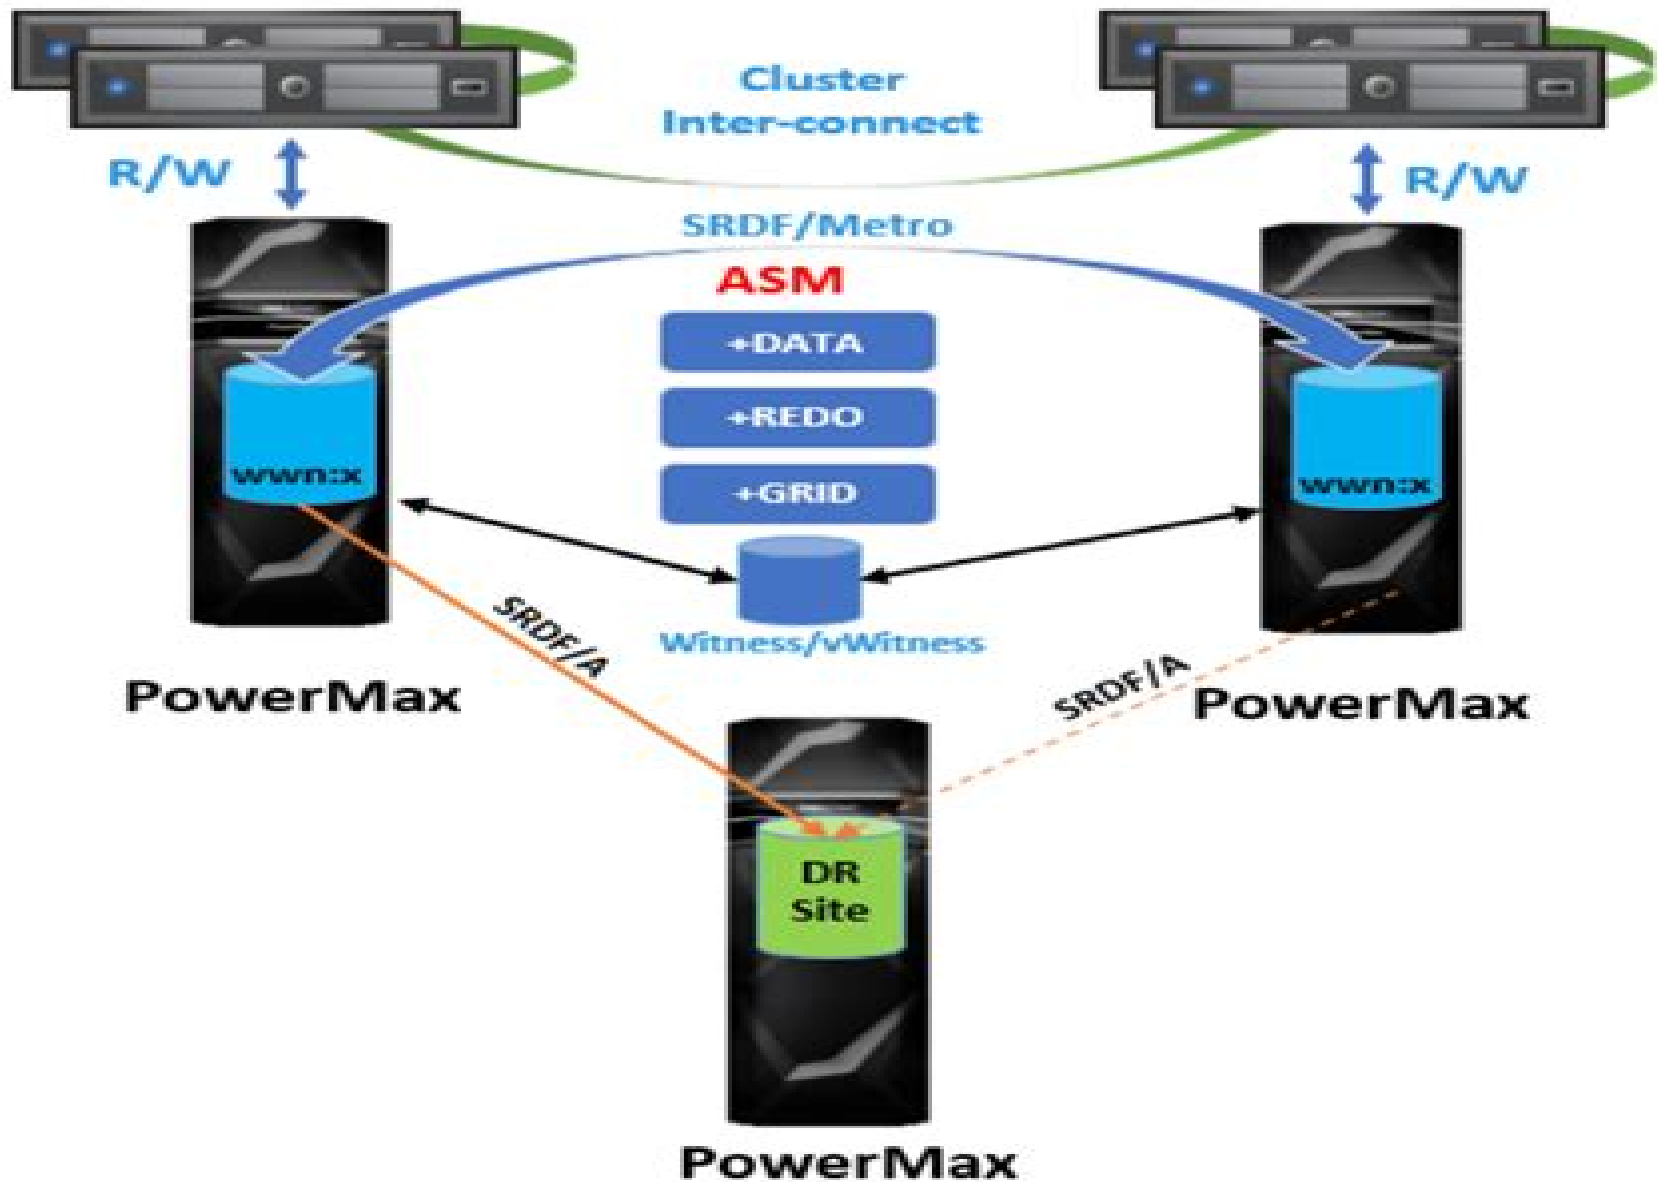 Cluster
Inter-connect
R/W
R/W
SRDF/Metro
ASM
+DATA
+REDO
+GRID
wwn:x
wwn:x
Witness/vWitness
SRDF/A
SRDF/A
PowerMax
PowerMax
DR
Site
PowerMax